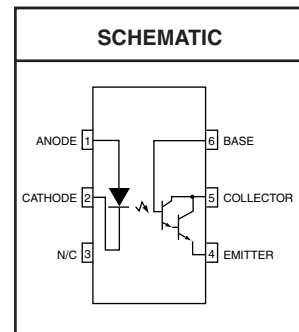 SCHEMATIC
ANODE 1
6 BASE
CATHODE 2
5 COLLECTOR
N/C 3
4 EMITTER